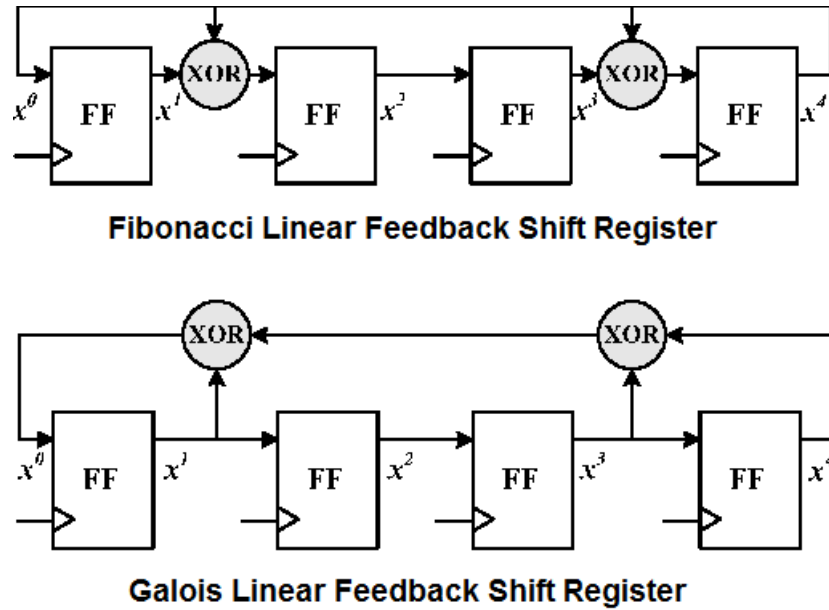 XOR XOR
x⁰ FF x¹ FF x² FF x³ FF x⁴
Fibonacci Linear Feedback Shift Register
XOR XOR
x⁰ FF x¹ FF x² FF x³ FF
Galois Linear Feedback Shift Register